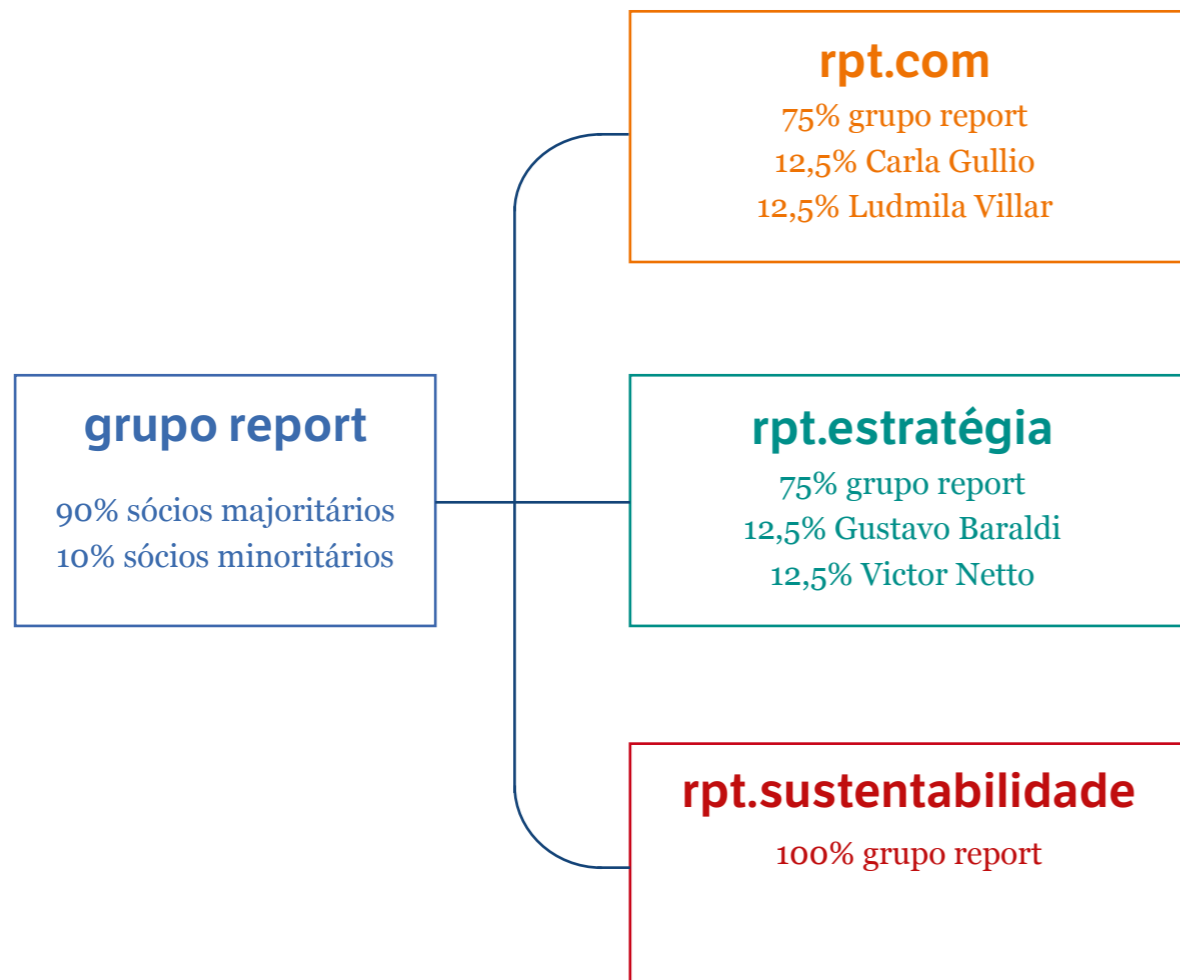 rpt.com
75% grupo report
12,5% Carla Gullio
12,5% Ludmila Villar
grupo report
90% sócios majoritários
10% sócios minoritários
rpt.estratégia
75% grupo report
12,5% Gustavo Baraldi
12,5% Victor Netto
rpt.sustentabilidade
100% grupo report